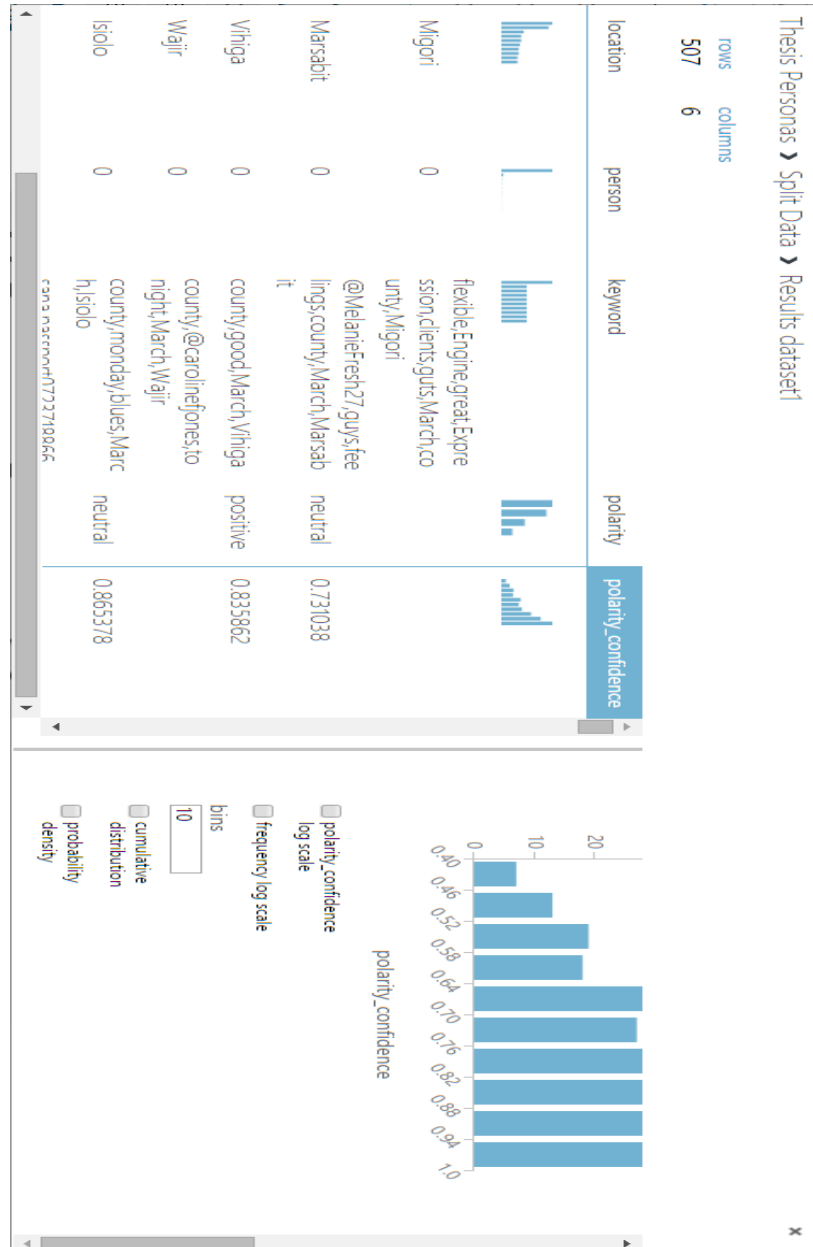 Thesis Personas ❯ Split Data ❯ Results dataset1
×
rows columns
507 6
location person keyword polarity polarity_confidence
Migori 0 flexible,Engine,great,Expre
ssion,clients,guts,March,co
unty,Migori
Marsabit 0 @MelanieFresh27,guys,fee neutral 0.731038
lings,county,March,Marsab
it
Vihiga 0 county,good,March,Vihiga positive 0.835862
Wajir 0 county,@carolinefjones,to
night,March,Wajir
Isiolo 0 county,monday,blues,Marc neutral 0.865378
h,Isiolo
20
10
0
0.40 0.46 0.52 0.58 0.64 0.70 0.76 0.82 0.88 0.94 1.0
polarity_confidence
polarity_confidence
log scale
frequency log scale
bins
10
cumulative
distribution
probability
density